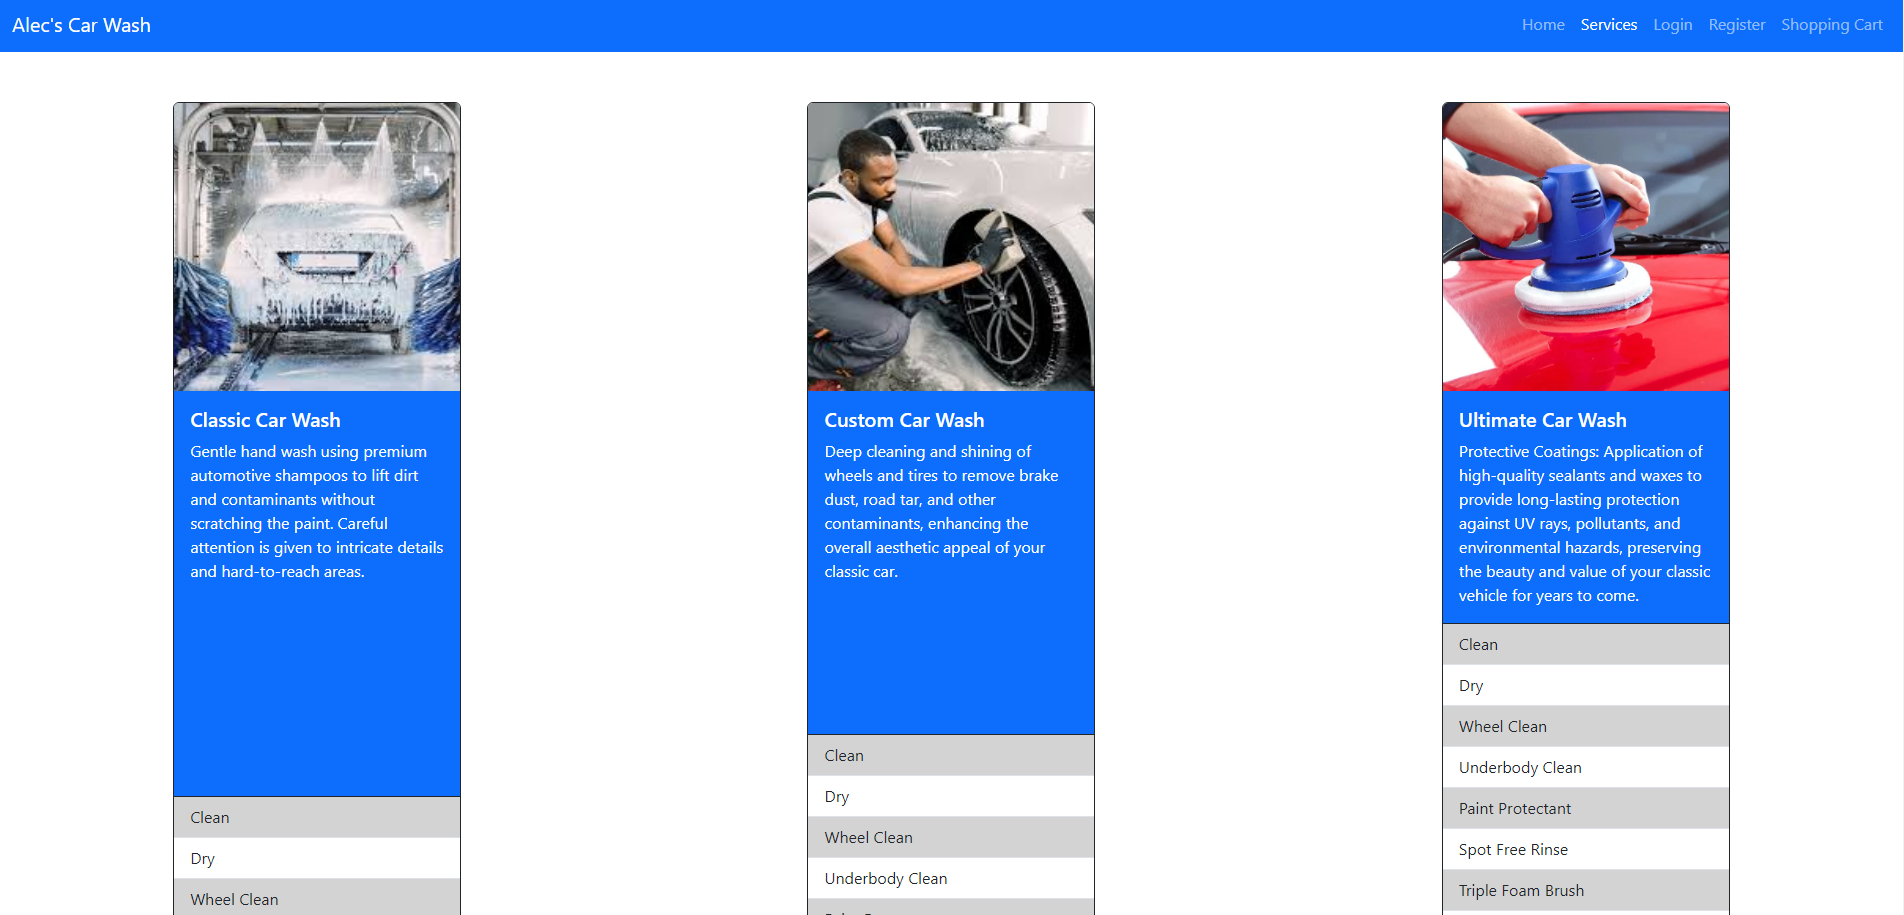 Alec's Car Wash
Home Services Login Register Shopping Cart
Classic Car Wash
Gentle hand wash using premium
automotive shampoos to lift dirt
and contaminants without
scratching the paint. Careful
attention is given to intricate details
and hard-to-reach areas.
Clean
Dry
Wheel Clean
Custom Car Wash
Deep cleaning and shining of
wheels and tires to remove brake
dust, road tar, and other
contaminants, enhancing the
overall aesthetic appeal of your
classic car.
Clean
Dry
Wheel Clean
Underbody Clean
Ultimate Car Wash
Protective Coatings: Application of
high-quality sealants and waxes to
provide long-lasting protection
against UV rays, pollutants, and
environmental hazards, preserving
the beauty and value of your classic
vehicle for years to come.
Clean
Dry
Wheel Clean
Underbody Clean
Paint Protectant
Spot Free Rinse
Triple Foam Brush